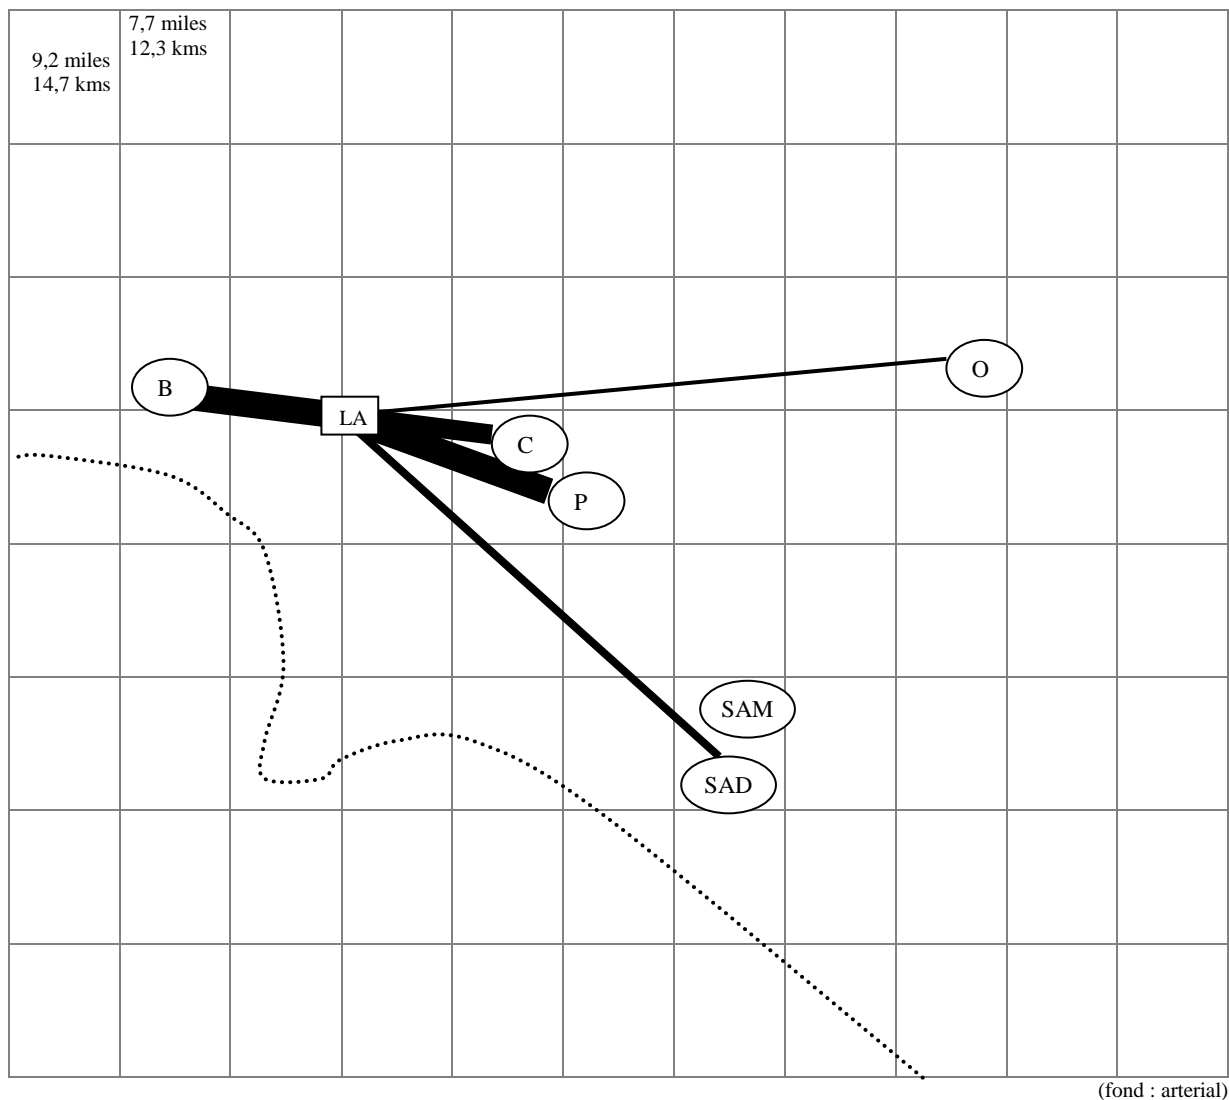 7,7 miles
12,3 kms
9,2 miles
14,7 kms
O
B
LA
C
P
SAM
SAD
(fond : arterial)